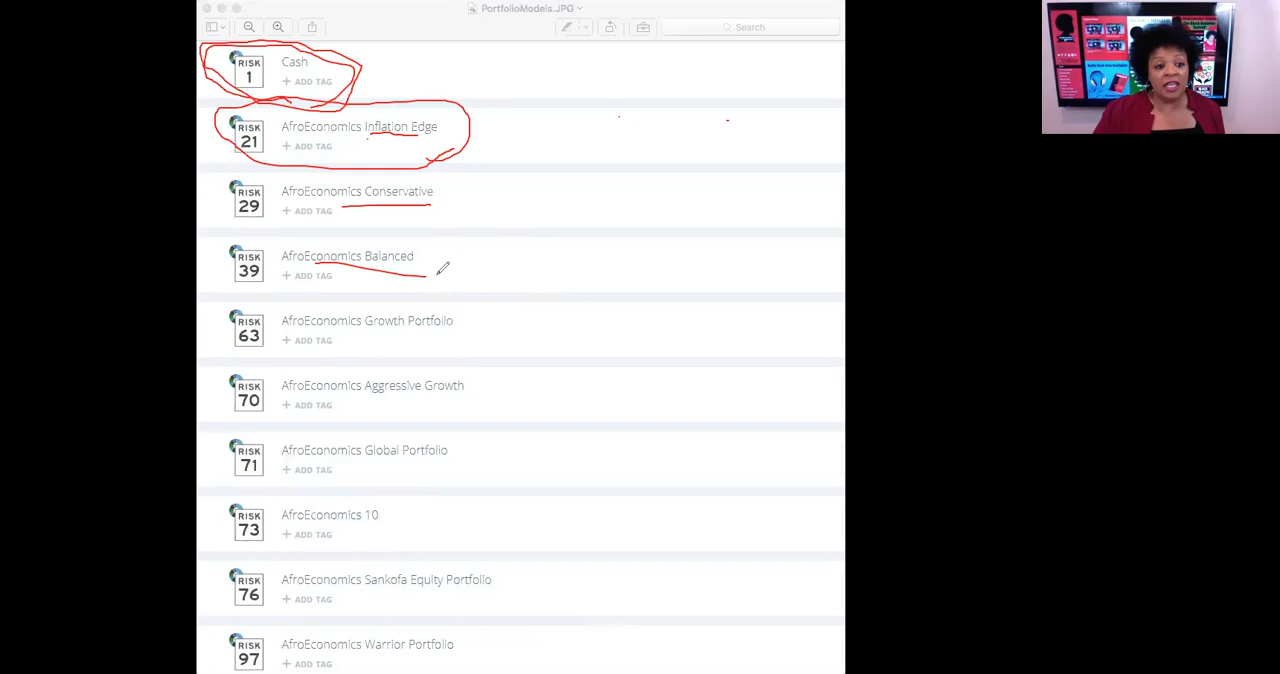 PortfolioModels.JPG
Search
RISK
1
Cash
+ ADD TAG
RISK
21
AfroEconomics Inflation Edge
+ ADD TAG
RISK
29
AfroEconomics Conservative
+ ADD TAG
RISK
39
AfroEconomics Balanced
+ ADD TAG
RISK
63
AfroEconomics Growth Portfolio
+ ADD TAG
RISK
70
AfroEconomics Aggressive Growth
+ ADD TAG
RISK
71
AfroEconomics Global Portfolio
+ ADD TAG
RISK
73
AfroEconomics 10
+ ADD TAG
RISK
76
AfroEconomics Sankofa Equity Portfolio
+ ADD TAG
RISK
97
AfroEconomics Warrior Portfolio
+ ADD TAG